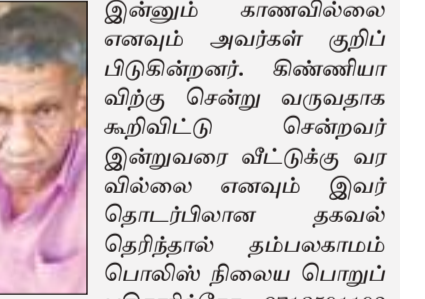 இன்னும் காணவில்லை
எனவும் அவர்கள் குறிப்
பிடுகின்றனர். கிண்ணியா
விற்கு சென்று வருவதாக
கூறிவிட்டு சென்றவர்
இன்றுவரை வீட்டுக்கு வர
வில்லை எனவும் இவர்
தொடர்பிலான தகவல்
தெரிந்தால் தம்பலகாமம்
பொலிஸ் நிலைய பொறுப்